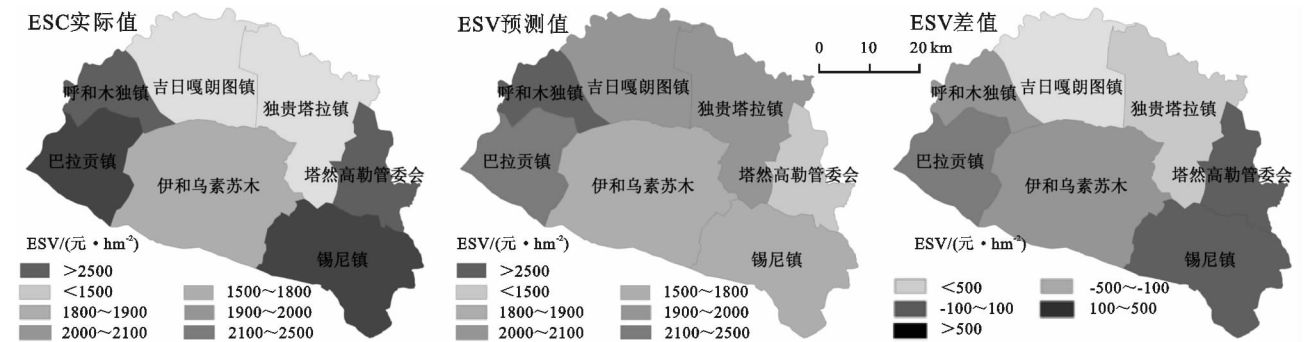 ESC实际值
呼和木独镇
吉日嘎朗图镇
独贵塔拉镇
巴拉贡镇
伊和乌素苏木
塔然高勒管委会
锡尼镇
ESV/(元·hm⁻²)
>2500
<1500
1500～1800
1800～1900
1900～2000
2000～2100
2100～2500
ESV预测值
0 10 20 km
呼和木独镇
吉日嘎朗图镇
独贵塔拉镇
巴拉贡镇
伊和乌素苏木
塔然高勒管委会
锡尼镇
ESV/(元·hm⁻²)
>2500
<1500
1500～1800
1800～1900
1900～2000
2000～2100
2100～2500
ESV差值
呼和木独镇
吉日嘎朗图镇
独贵塔拉镇
巴拉贡镇
伊和乌素苏木
塔然高勒管委会
锡尼镇
ESV/(元·hm⁻²)
<500
-500～-100
-100～100
100～500
>500